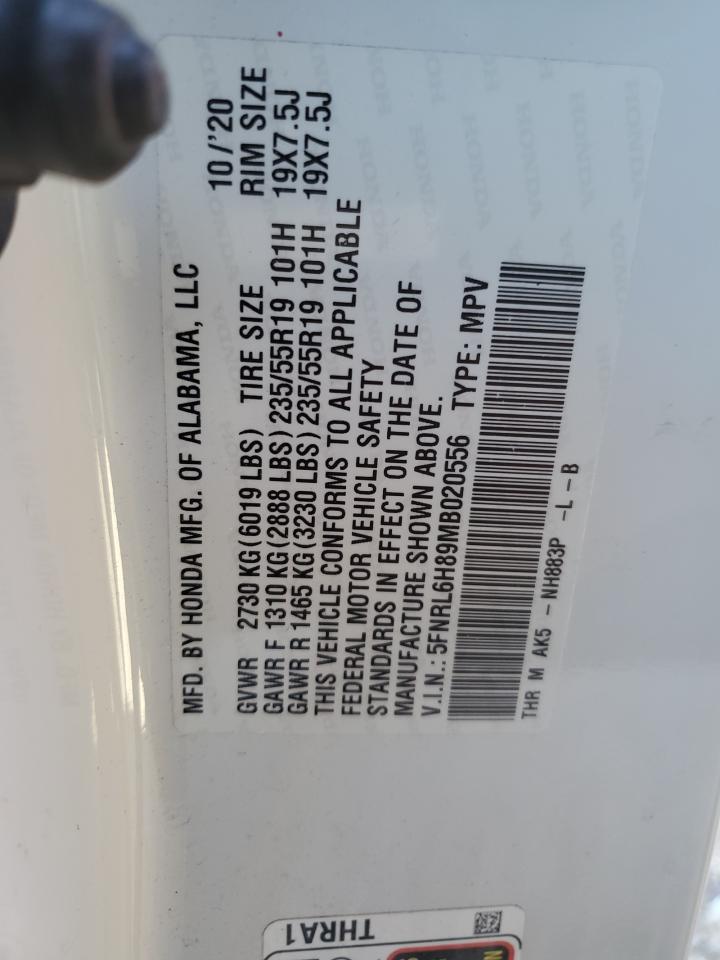 MFD. BY HONDA MFG. OF ALABAMA, LLC 10/'20
GVWR 2730 KG(6019 LBS) TIRE SIZE RIM SIZE
GAWR F 1310 KG(2888 LBS) 235/55R19 101H 19X7.5J
GAWR R 1465 KG(3230 LBS) 235/55R19 101H 19X7.5J
THIS VEHICLE CONFORMS TO ALL APPLICABLE
FEDERAL MOTOR VEHICLE SAFETY
STANDARDS IN EFFECT ON THE DATE OF
MANUFACTURE SHOWN ABOVE.
V.I.N.: 5FNRL6H89MB020556 TYPE: MPV
THR M AK5 - NH883P -L -B
THRA1